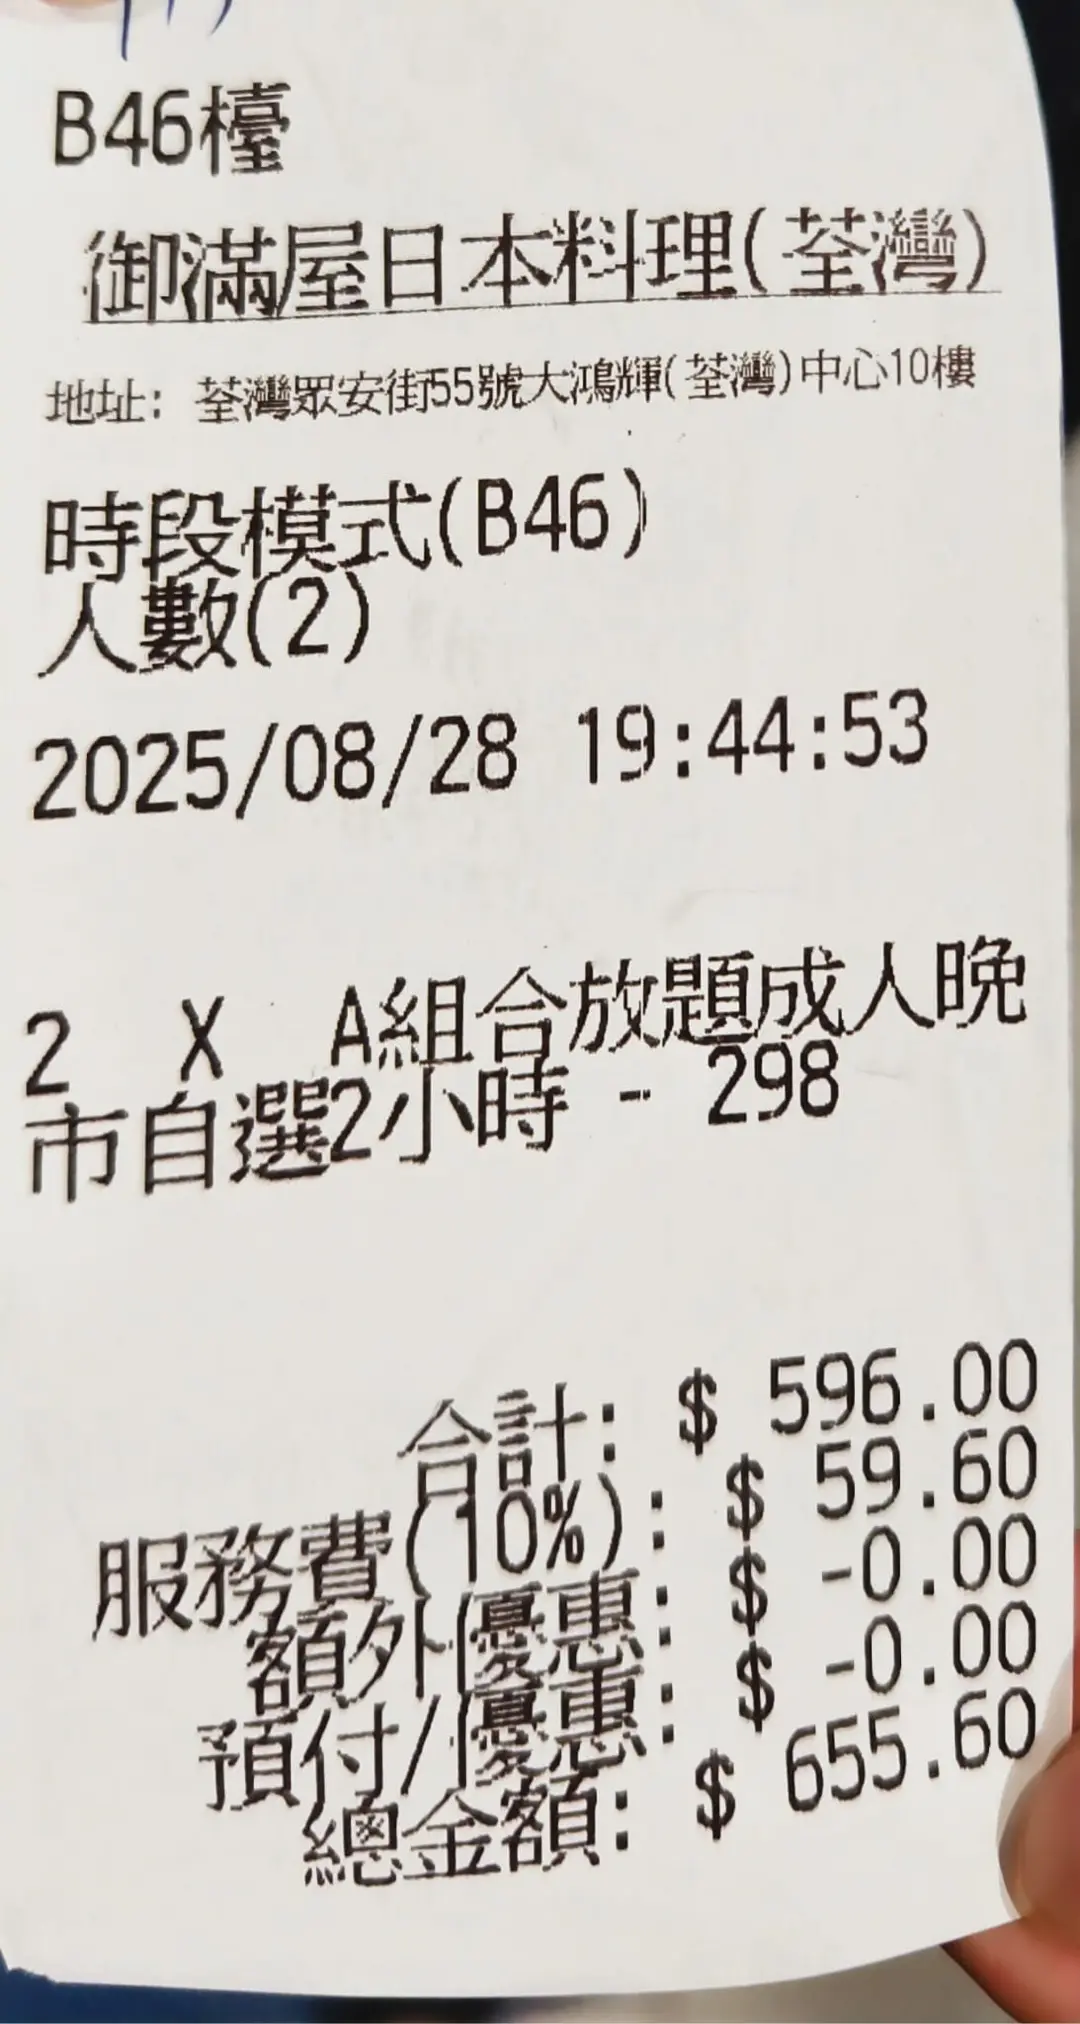 B46檯
御滿屋日本料理(荃灣)
地址: 荃灣眾安街55號大鴻輝(荃灣)中心10樓
時段模式(B46)
人數(2)
2025/08/28 19:44:53
2 X A組合放題成人晚
市自選2小時 - 298
合計: $ 596.00
服務費(10%): $ 59.60
額外優惠: $ -0.00
預付/優惠: $ -0.00
總金額: $ 655.60